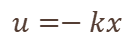 u = − kx